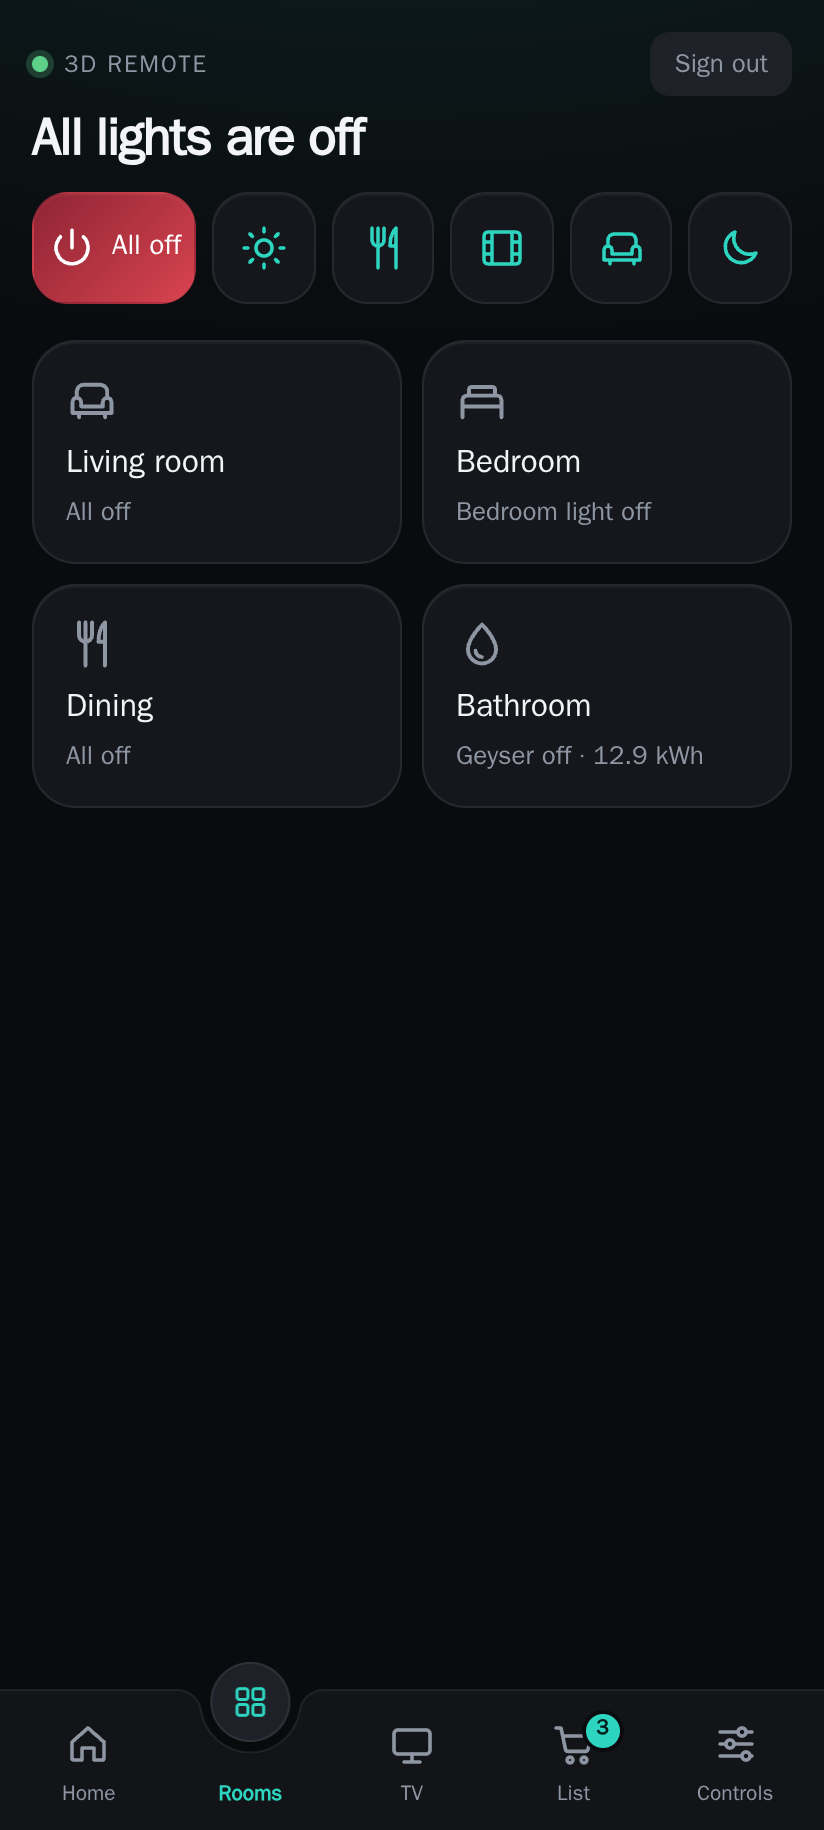 3D REMOTE
Sign out
All lights are off
All off
Living room
All off
Bedroom
Bedroom light off
Dining
All off
Bathroom
Geyser off · 12.9 kWh
3
Home
Rooms
TV
List
Controls